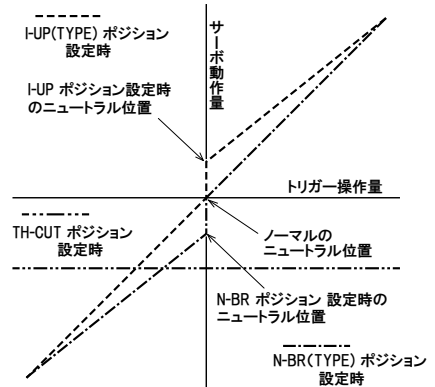 I-UP(TYPE) ポジション
設定時
サーボ動作量
I-UP ポジション設定時
のニュートラル位置
トリガー操作量
TH-CUT ポジション
設定時
ノーマルの
ニュートラル位置
N-BR ポジション 設定時の
ニュートラル位置
N-BR(TYPE) ポジション
設定時